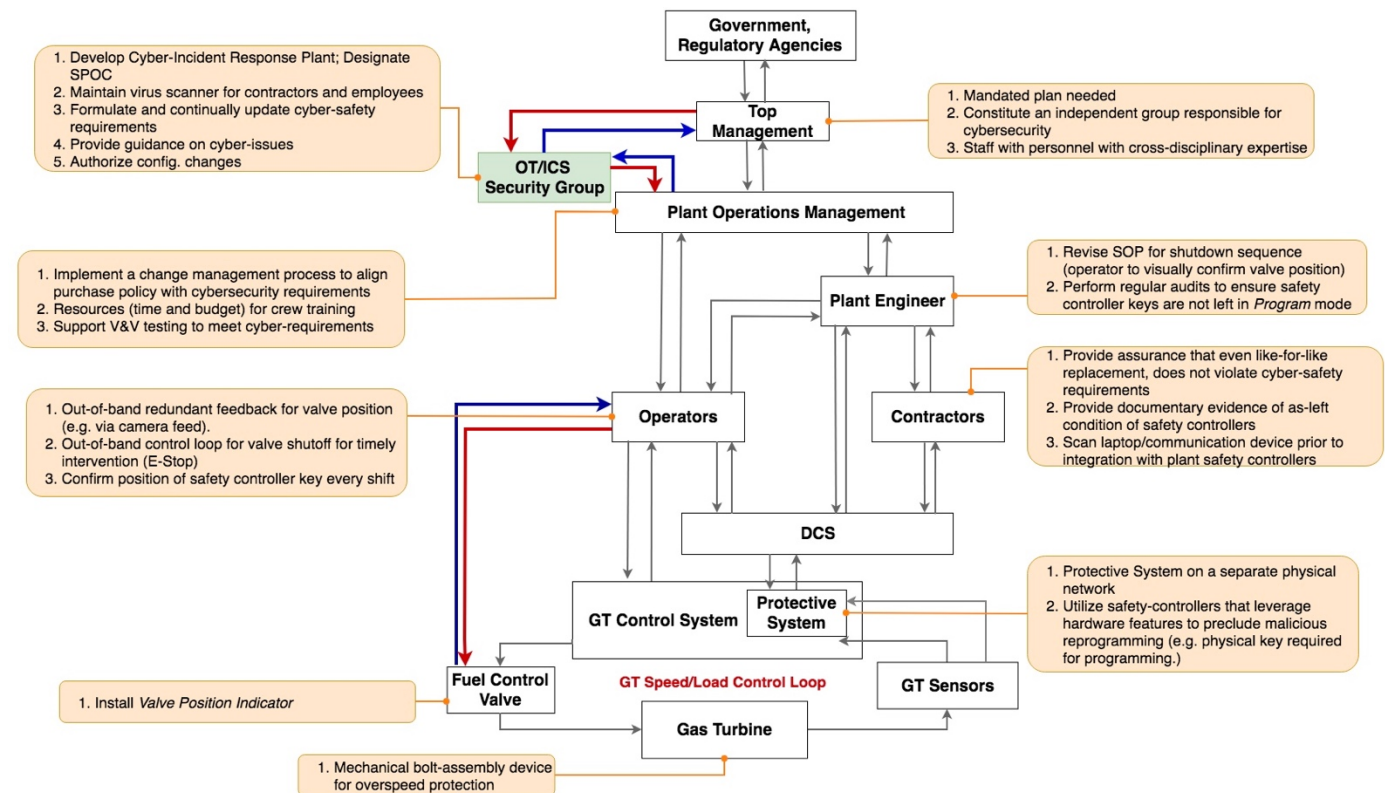 Government,
Regulatory Agencies
1. Develop Cyber-Incident Response Plant; Designate
SPOC
2. Maintain virus scanner for contractors and employees
3. Formulate and continually update cyber-safety
requirements
4. Provide guidance on cyber-issues
5. Authorize config. changes
Top
Management
1. Mandated plan needed
2. Constitute an independent group responsible for
cybersecurity
3. Staff with personnel with cross-disciplinary expertise
OT/ICS
Security Group
Plant Operations Management
1. Implement a change management process to align
purchase policy with cybersecurity requirements
2. Resources (time and budget) for crew training
3. Support V&V testing to meet cyber-requirements
Plant Engineer
1. Revise SOP for shutdown sequence
(operator to visually confirm valve position)
2. Perform regular audits to ensure safety
controller keys are not left in Program mode
1. Out-of-band redundant feedback for valve position
(e.g. via camera feed).
2. Out-of-band control loop for valve shutoff for timely
intervention (E-Stop)
3. Confirm position of safety controller key every shift
Operators
Contractors
1. Provide assurance that even like-for-like
replacement, does not violate cyber-safety
requirements
2. Provide documentary evidence of as-left
condition of safety controllers
3. Scan laptop/communication device prior to
integration with plant safety controllers
DCS
GT Control System
Protective
System
1. Protective System on a separate physical
network
2. Utilize safety-controllers that leverage
hardware features to preclude malicious
reprogramming (e.g. physical key required
for programming.)
1. Install Valve Position Indicator
Fuel Control
Valve
GT Speed/Load Control Loop
GT Sensors
Gas Turbine
1. Mechanical bolt-assembly device
for overspeed protection